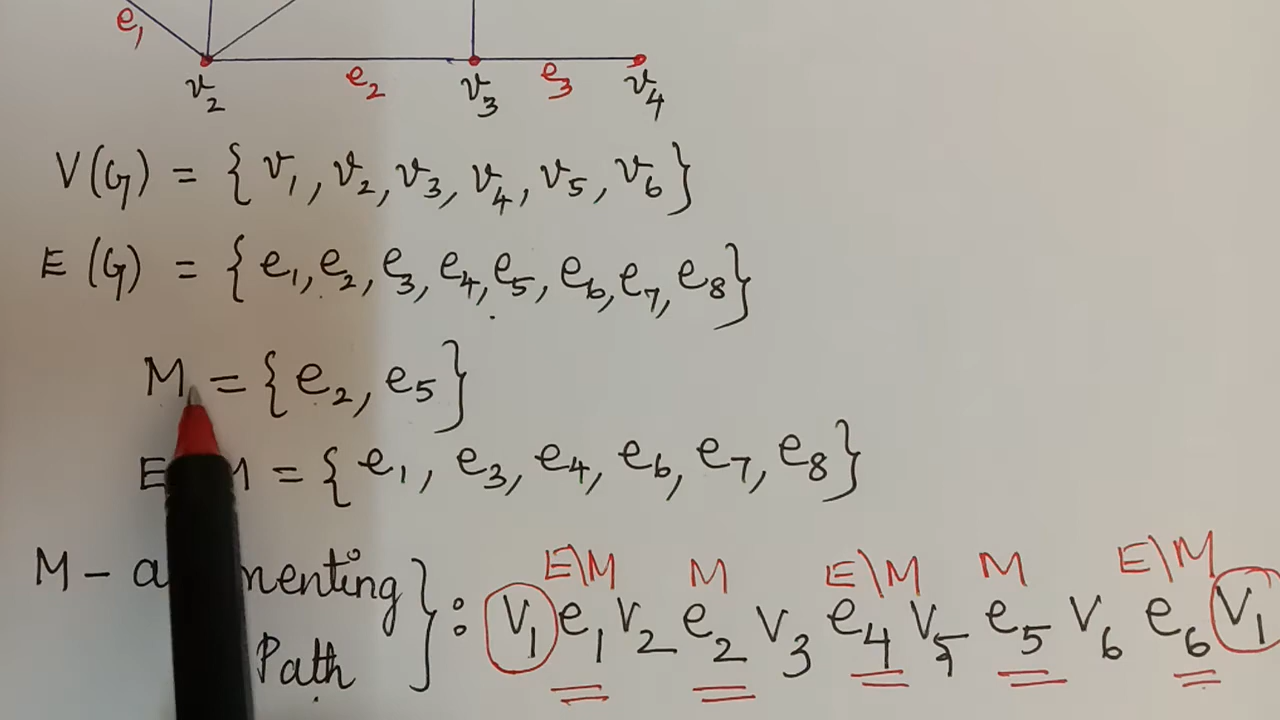 e₁
e₂ e₃
v₂ v₃ v₄
V(G) = {v₁, v₂, v₃, v₄, v₅, v₆}
E(G) = {e₁, e₂, e₃, e₄, e₅, e₆, e₇, e₈}
M = {e₂, e₅}
= {e₁, e₃, e₄, e₆, e₇, e₈}
E\M M E\M M E\M
M - } : V₁ e₁ V₂ e₂ V₃ e₄ V₅ e₅ V₆ e₆ V₁
Path